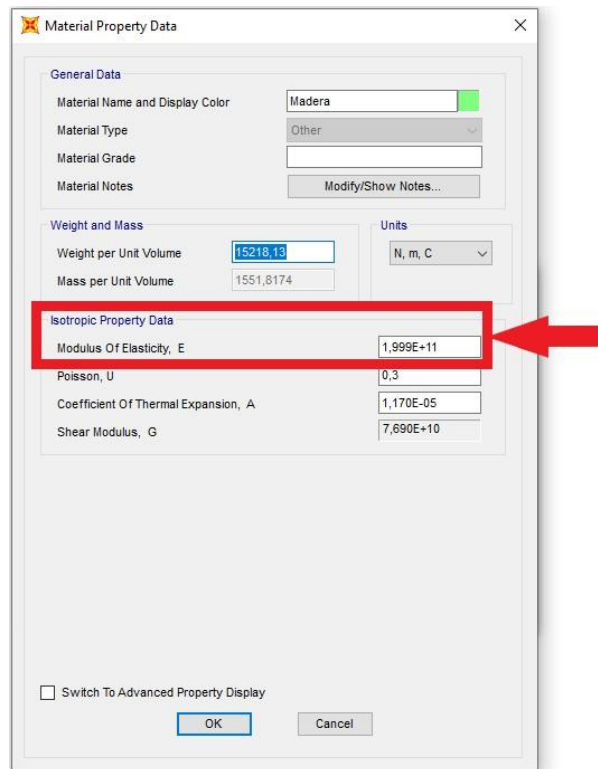 Material Property Data
General Data
Material Name and Display Color Madera
Material Type Other
Material Grade
Material Notes Modify/Show Notes...
Weight and Mass Units
Weight per Unit Volume 15218,13 N, m, C
Mass per Unit Volume 1551,8174
Isotropic Property Data
Modulus Of Elasticity, E 1,999E+11
Poisson, U 0,3
Coefficient Of Thermal Expansion, A 1,170E-05
Shear Modulus, G 7,690E+10
Switch To Advanced Property Display
OK Cancel